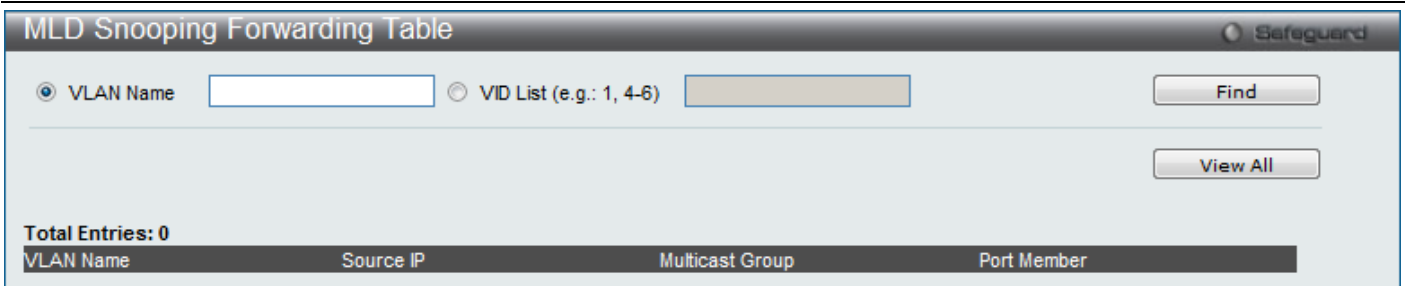 MLD Snooping Forwarding Table
Safeguard
VLAN Name VID List (e.g.: 1, 4-6) Find
View All
Total Entries: 0
VLAN Name Source IP Multicast Group Port Member